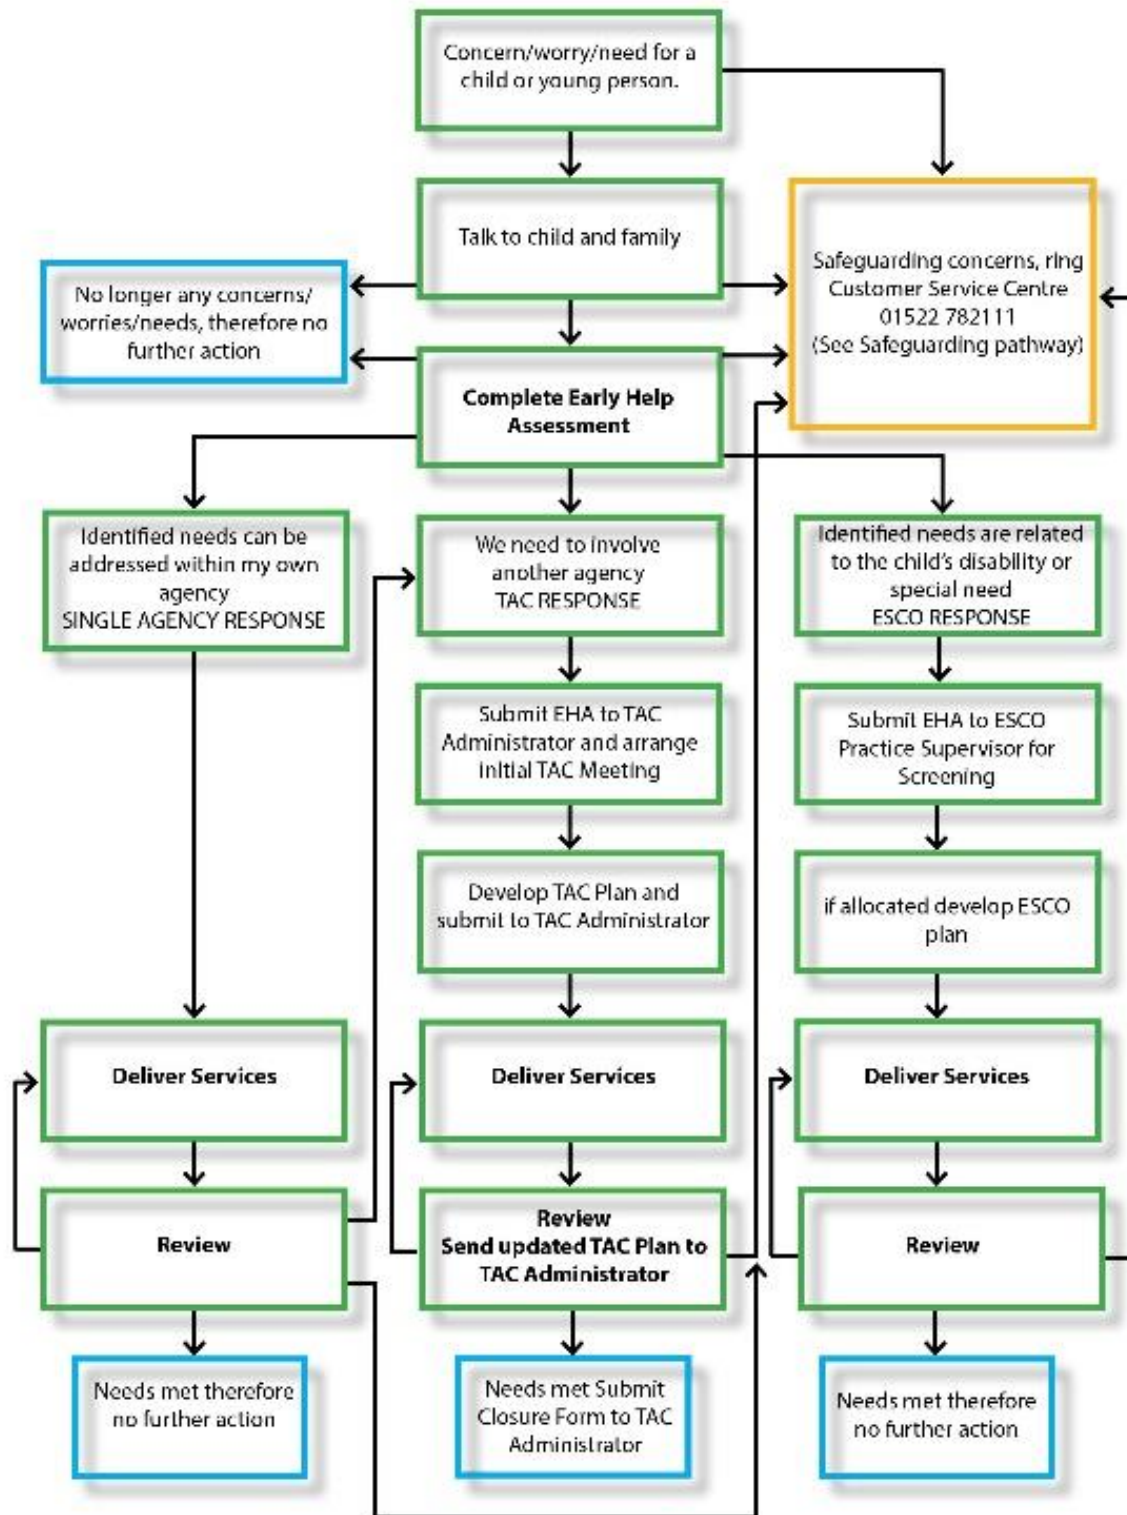 Concern/worry/need for a
child or young person.
Talk to child and family
No longer any concerns/
worries/needs, therefore no
further action
Safeguarding concerns, ring
Customer Service Centre
01522 782111
(See Safeguarding pathway)
Complete Early Help
Assessment
Identified needs can be
addressed within my own
agency
SINGLE AGENCY RESPONSE
We need to involve
another agency
TAC RESPONSE
Identified needs are related
to the child's disability or
special need
ESCO RESPONSE
Submit EHA to TAC
Administrator and arrange
initial TAC Meeting
Submit EHA to ESCO
Practice Supervisor for
Screening
Develop TAC Plan and
submit to TAC Administrator
if allocated develop ESCO
plan
Deliver Services
Deliver Services
Deliver Services
Review
Review
Send updated TAC Plan to
TAC Administrator
Review
Needs met therefore
no further action
Needs met Submit
Closure Form to TAC
Administrator
Needs met therefore
no further action